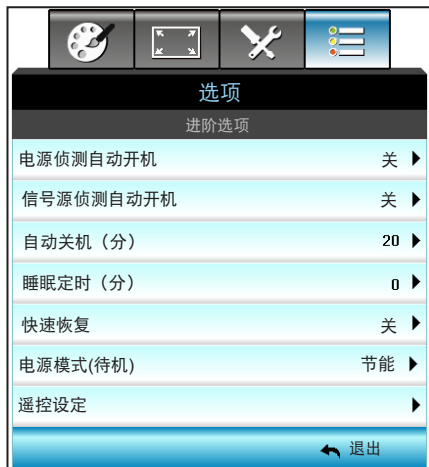 选项
进阶选项
电源侦测自动开机 关
信号源侦测自动开机 关
自动关机（分） 20
睡眠定时（分） 0
快速恢复 关
电源模式(待机) 节能
遥控设定
退出